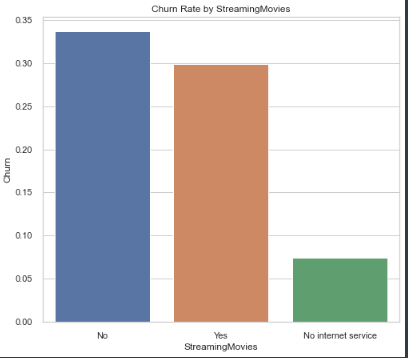 Churn Rate by StreamingMovies
0.35
0.30
0.25
0.20
0.15
0.10
0.05
0.00
Churn
No
Yes
No internet service
StreamingMovies